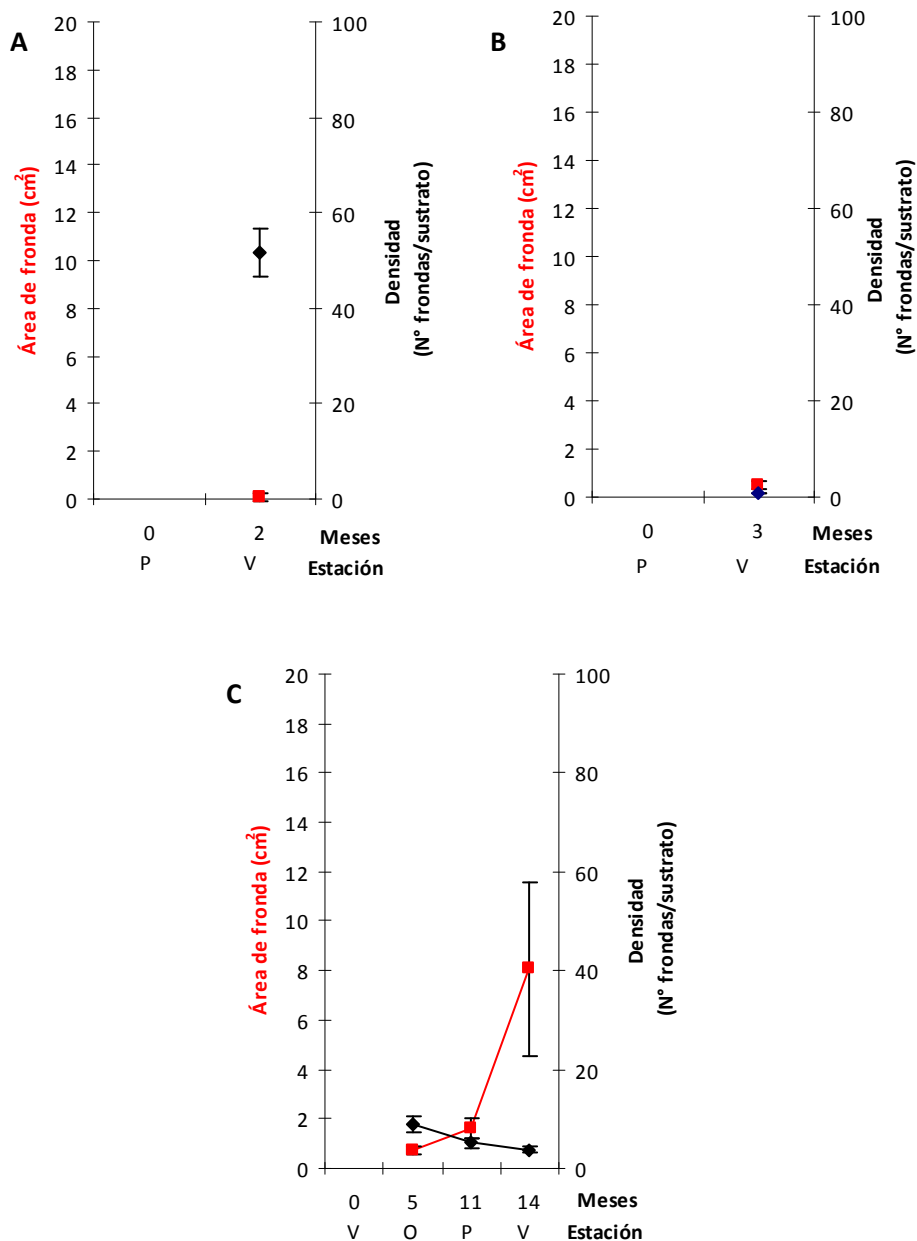 A
20
18
16
14
12
10
8
6
4
2
0
Área de fronda (cm²)
100
80
60
40
20
0
Densidad
(N° frondas/sustrato)
0 2 Meses
P V Estación
B
20
18
16
14
12
10
8
6
4
2
0
Área de fronda (cm²)
100
80
60
40
20
0
Densidad
(N° frondas/sustrato)
0 3 Meses
P V Estación
C
20
18
16
14
12
10
8
6
4
2
0
Área de fronda (cm²)
100
80
60
40
20
0
Densidad
(N° frondas/sustrato)
0 5 11 14 Meses
V O P V Estación